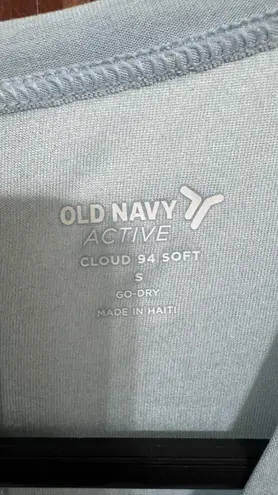 OLD NAVY
ACTIVE
CLOUD 94 SOFT
S
GO-DRY
MADE IN HAITI